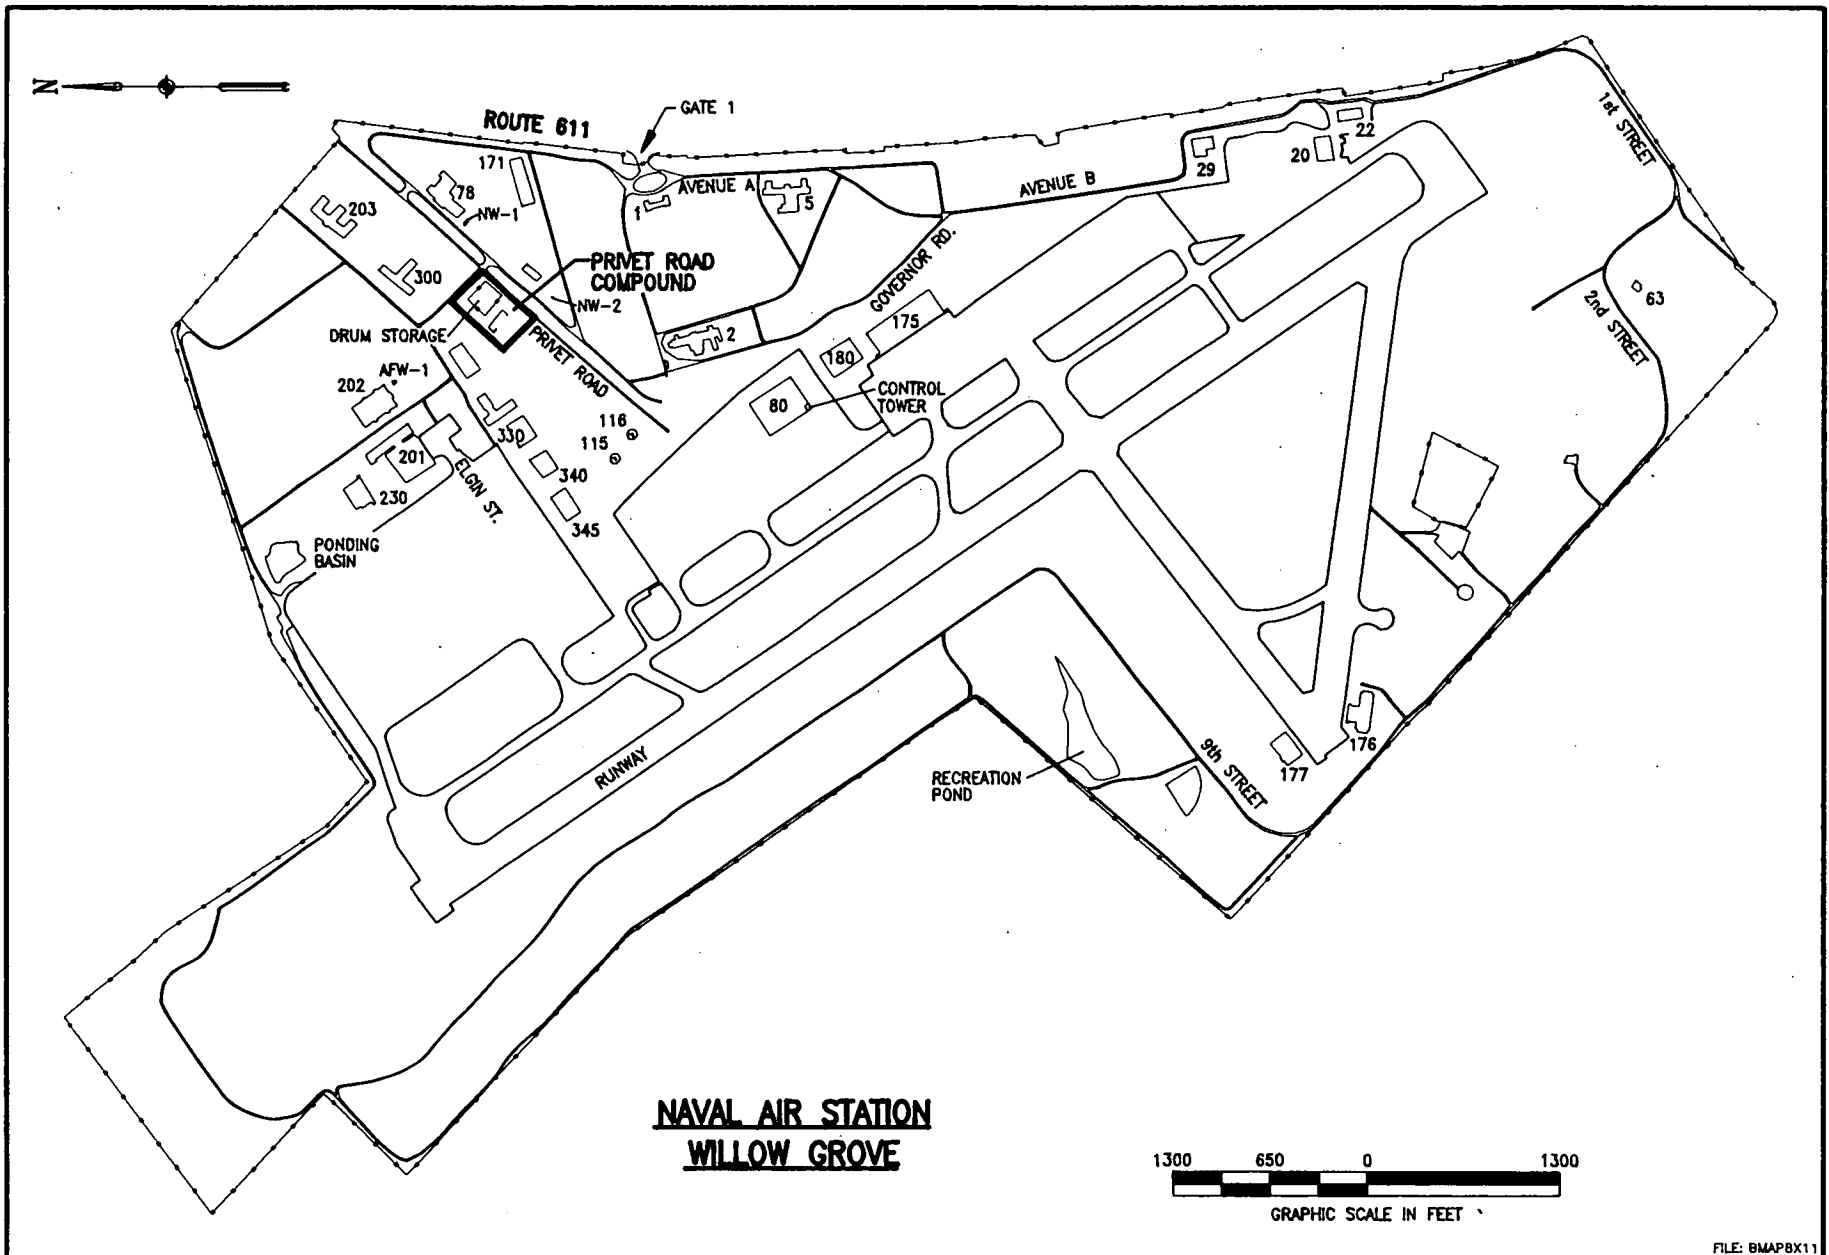 N
ROUTE 611
GATE 1
171
78
NW-1
203
300
1
AVENUE A
5
AVENUE B
29
20
22
1st STREET
PRIVET ROAD
COMPOUND
NW-2
DRUM STORAGE
PRIVET ROAD
2
GOVERNOR RD.
175
180
CONTROL
TOWER
80
63
2nd STREET
AFW-1
202
330
116
115
201
340
ELGIN ST.
230
345
PONDING
BASIN
RUNWAY
RECREATION
POND
9th STREET
177
176
NAVAL AIR STATION
WILLOW GROVE
1300 650 0 1300
GRAPHIC SCALE IN FEET
FILE: BMAP8X11